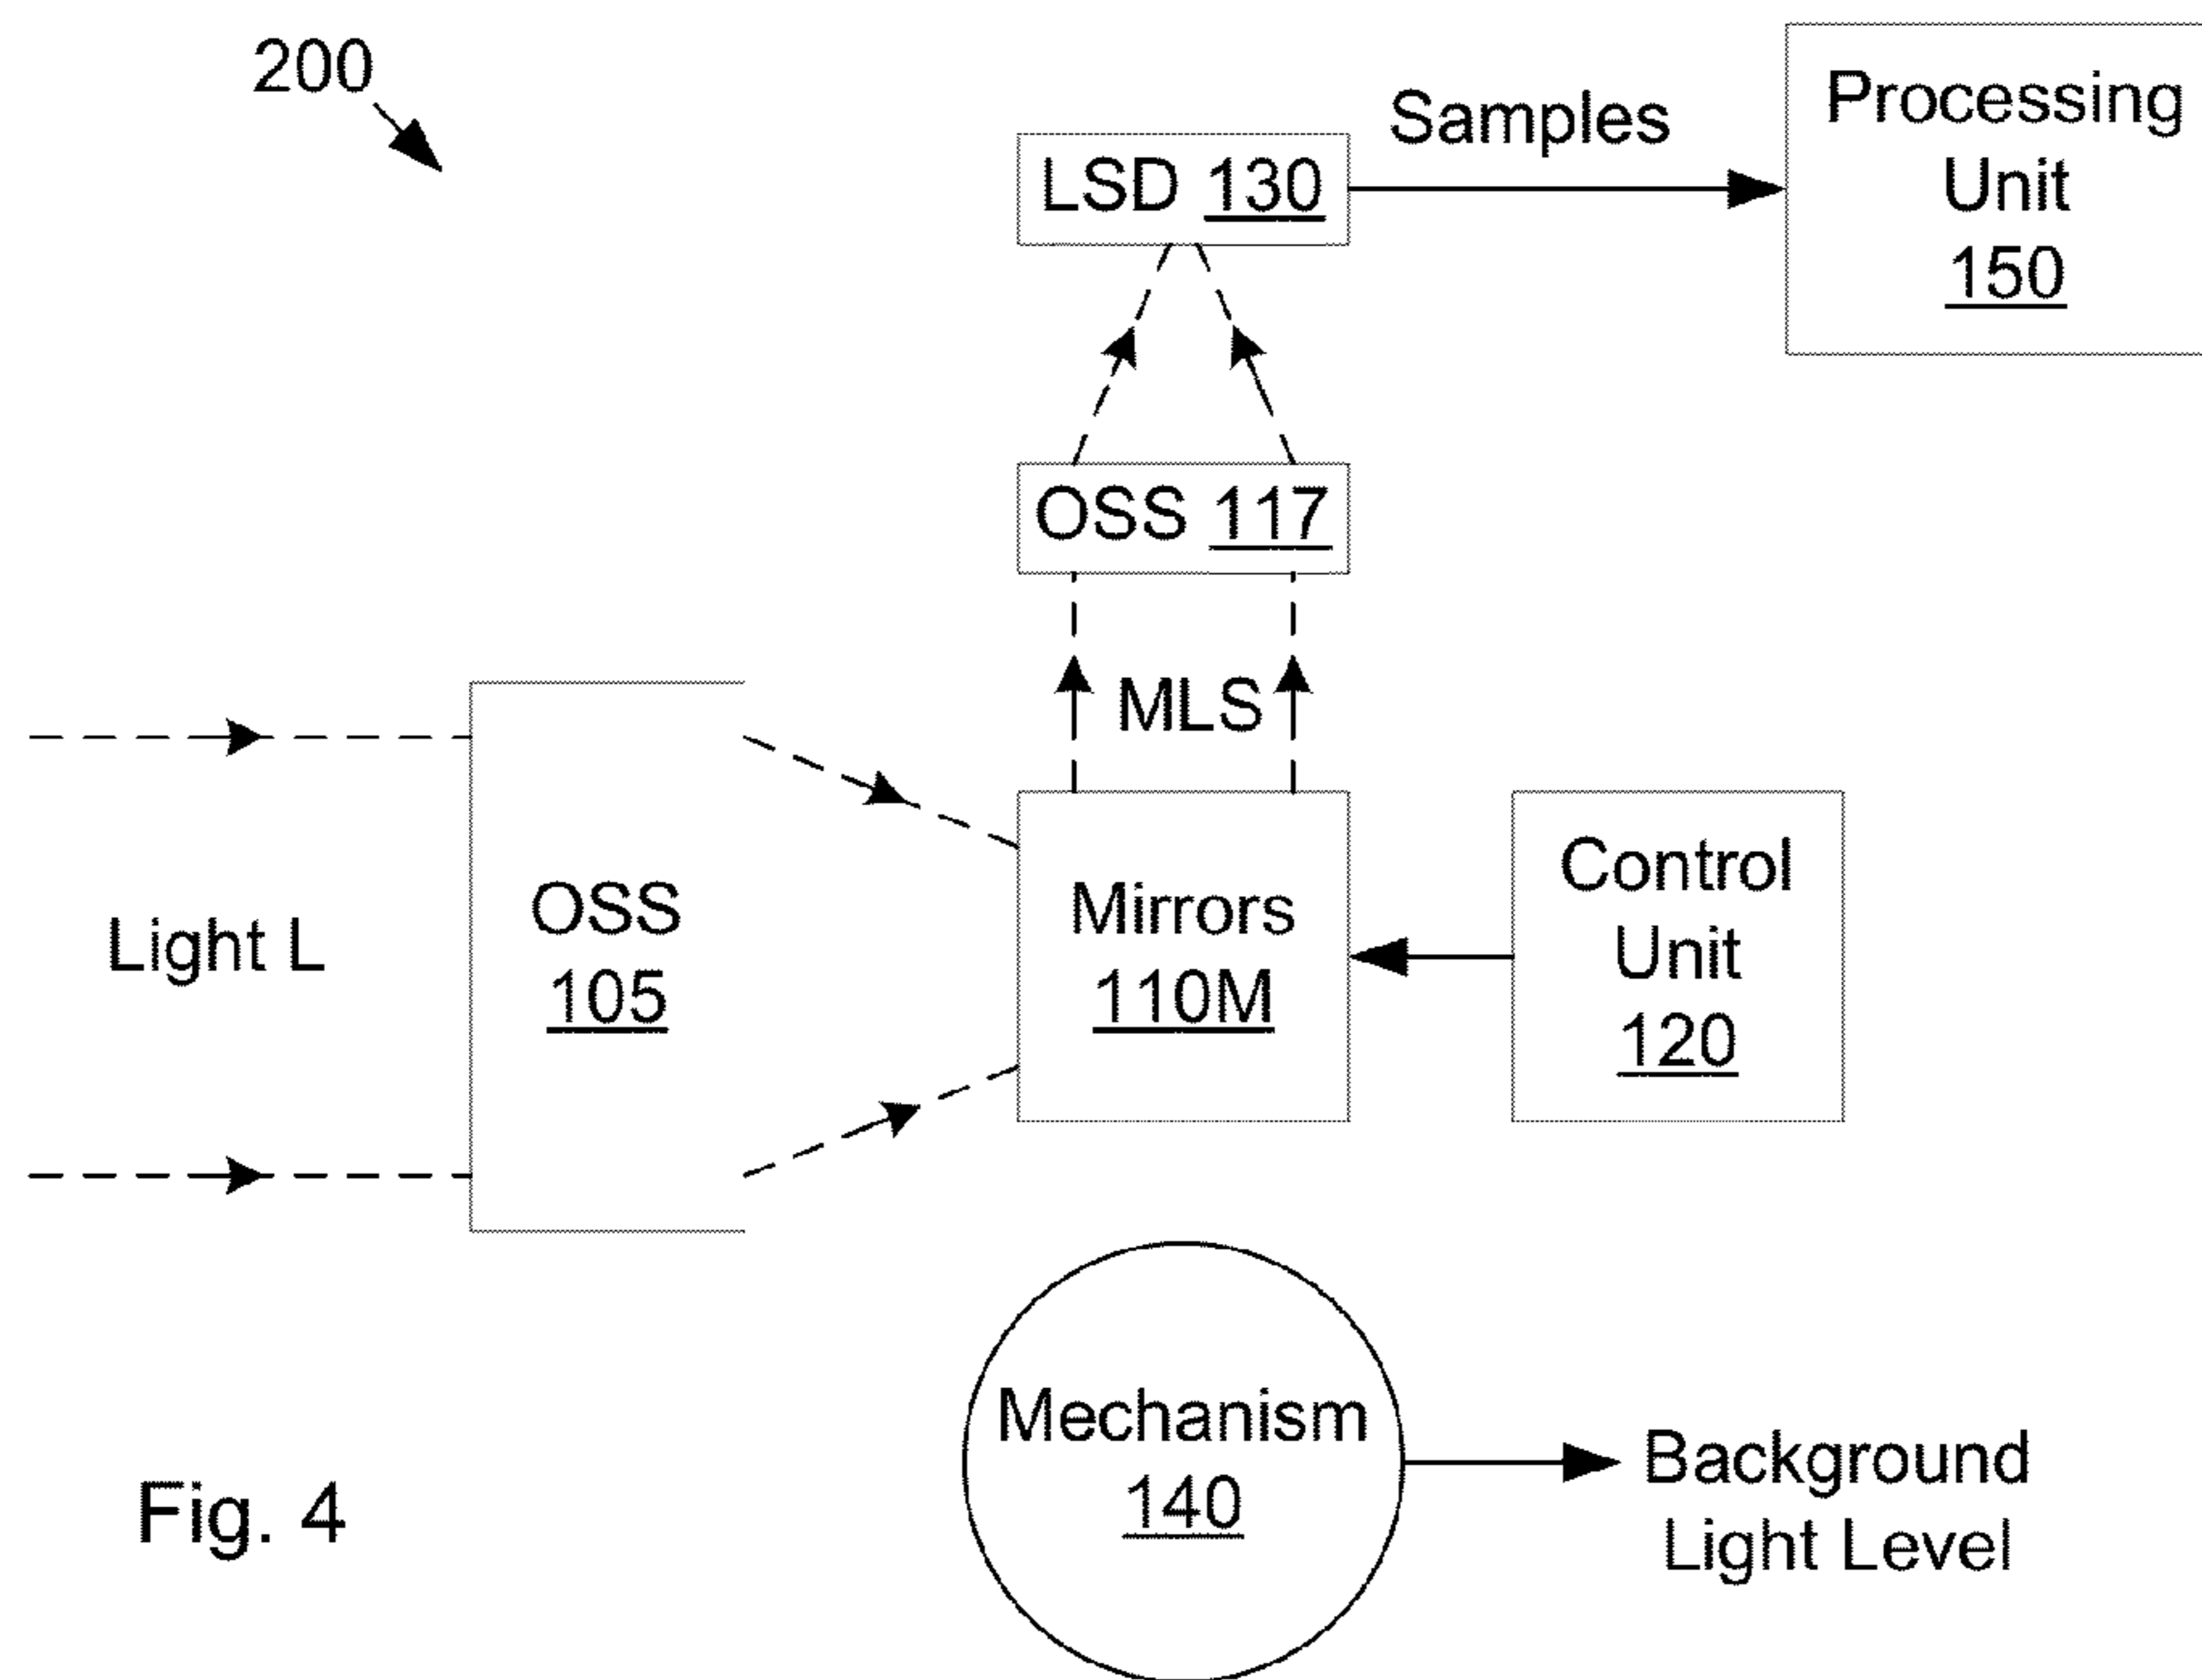 200
Samples
Processing
Unit
150
LSD 130
OSS 117
MLS
Light L
OSS
105
Mirrors
110M
Control
Unit
120
Mechanism
140
Background
Light Level
Fig. 4